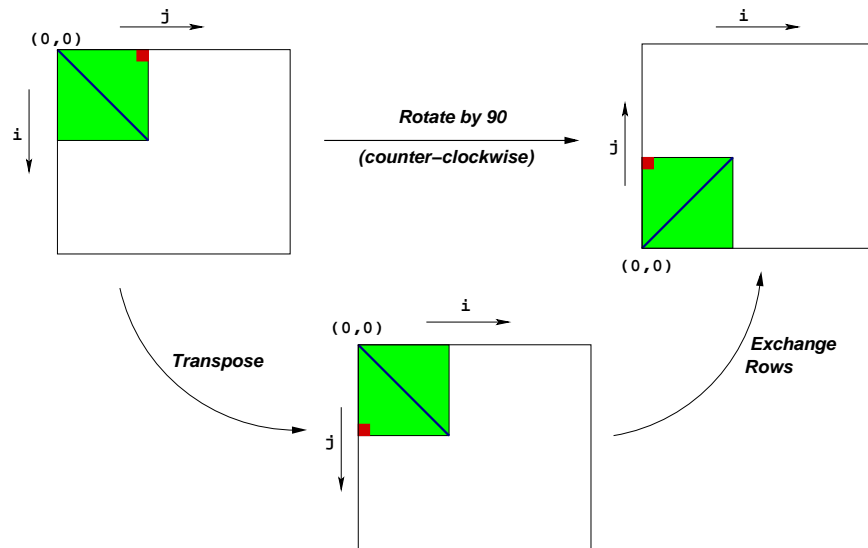 j
i
(0,0)
i
Rotate by 90
(counter-clockwise)
j
(0,0)
(0,0)
i
Transpose
Exchange
Rows
j